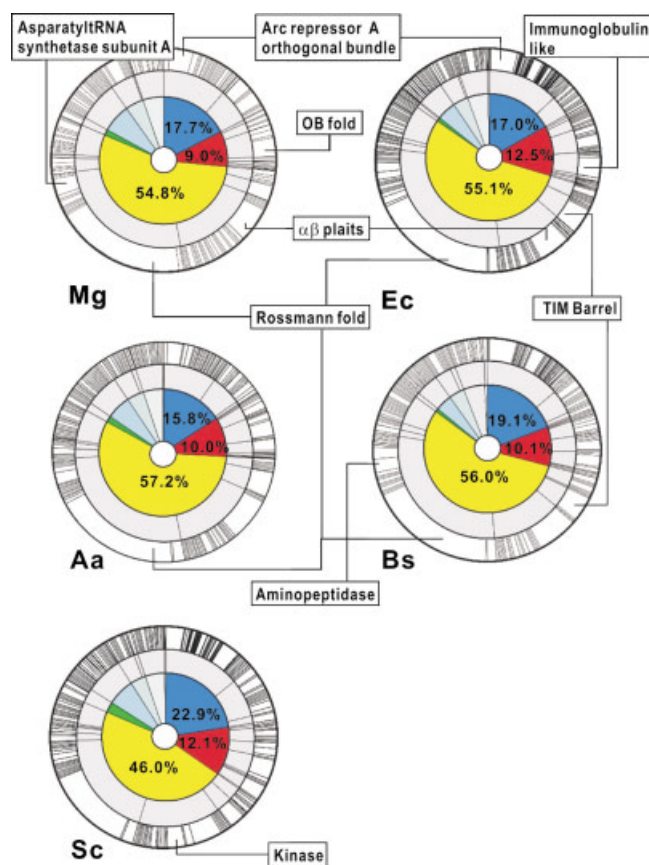 AsparatyltRNA
synthetase subunit A
Arc repressor A
orthogonal bundle
Immunoglobulin
like
17.7%
9.0%
54.8%
OB fold
17.0%
12.5%
55.1%
αβ plaits
Mg
Ec
Rossmann fold
TIM Barrel
15.8%
10.0%
57.2%
19.1%
10.1%
56.0%
Aa
Bs
Aminopeptidase
22.9%
12.1%
46.0%
Sc
Kinase